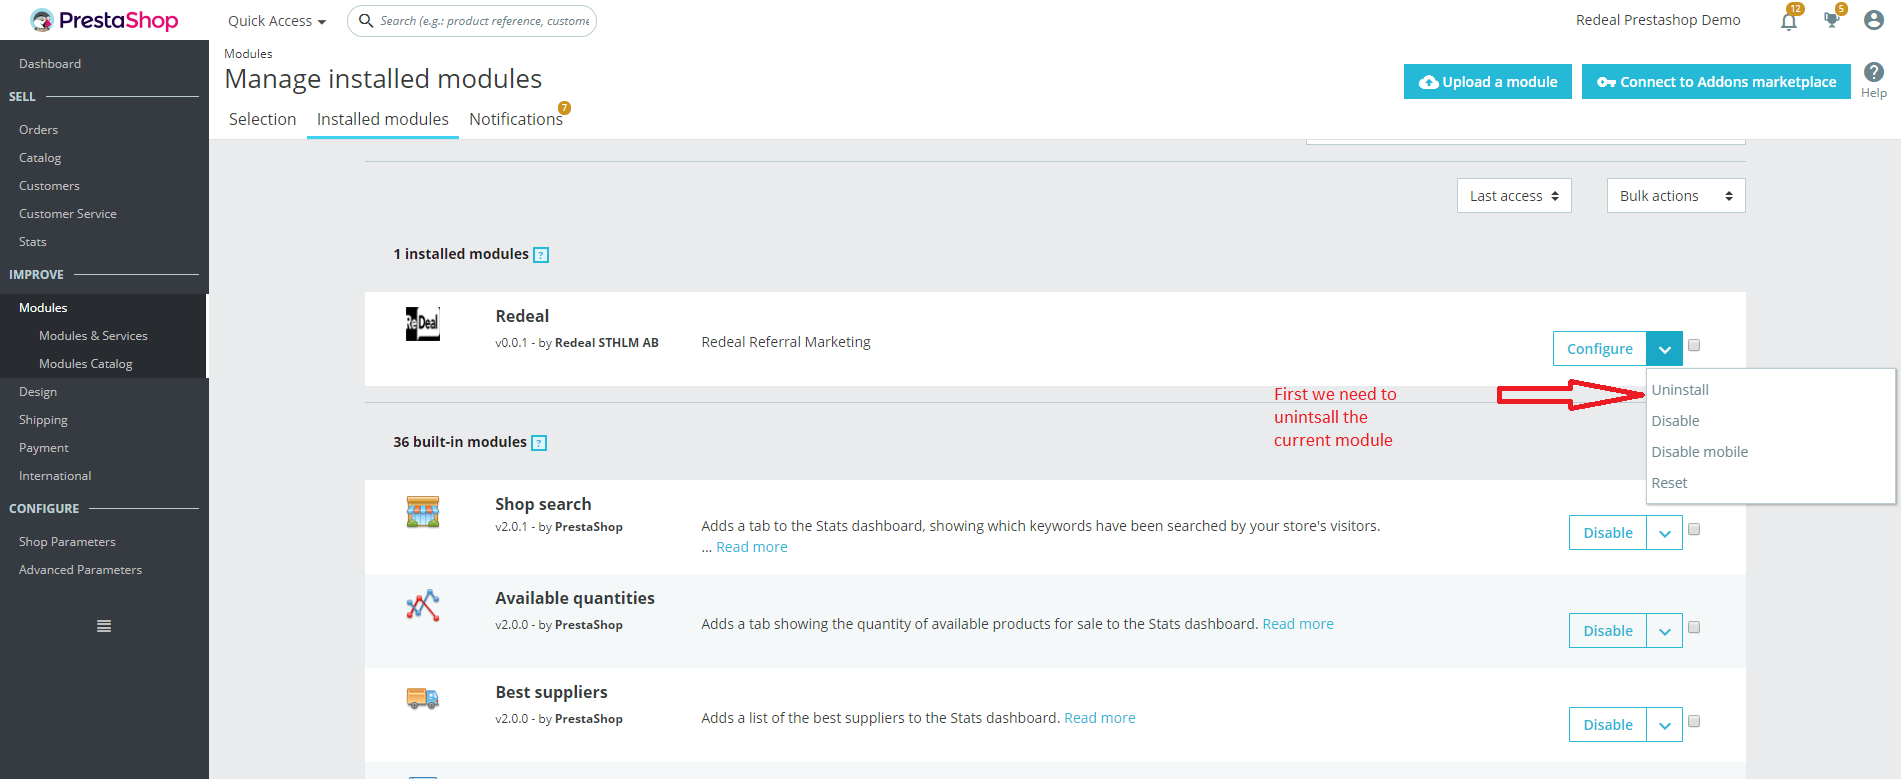 PrestaShop
Quick Access
Search (e.g.: product reference, custome
Redeal Prestashop Demo
12
5
Modules
Manage installed modules
Upload a module
Connect to Addons marketplace
Help
Selection
Installed modules
Notifications
7
Dashboard
SELL
Orders
Catalog
Customers
Customer Service
Stats
IMPROVE
Modules
Modules & Services
Modules Catalog
Design
Shipping
Payment
International
CONFIGURE
Shop Parameters
Advanced Parameters
Last access
Bulk actions
1 installed modules ?
ReDeal
Redeal
v0.0.1 - by Redeal STHLM AB
Redeal Referral Marketing
Configure
Uninstall
Disable
Disable mobile
Reset
First we need to
unintsall the
current module
36 built-in modules ?
Shop search
v2.0.1 - by PrestaShop
Adds a tab to the Stats dashboard, showing which keywords have been searched by your store's visitors.
... Read more
Disable
Available quantities
v2.0.0 - by PrestaShop
Adds a tab showing the quantity of available products for sale to the Stats dashboard. Read more
Disable
Best suppliers
v2.0.0 - by PrestaShop
Adds a list of the best suppliers to the Stats dashboard. Read more
Disable